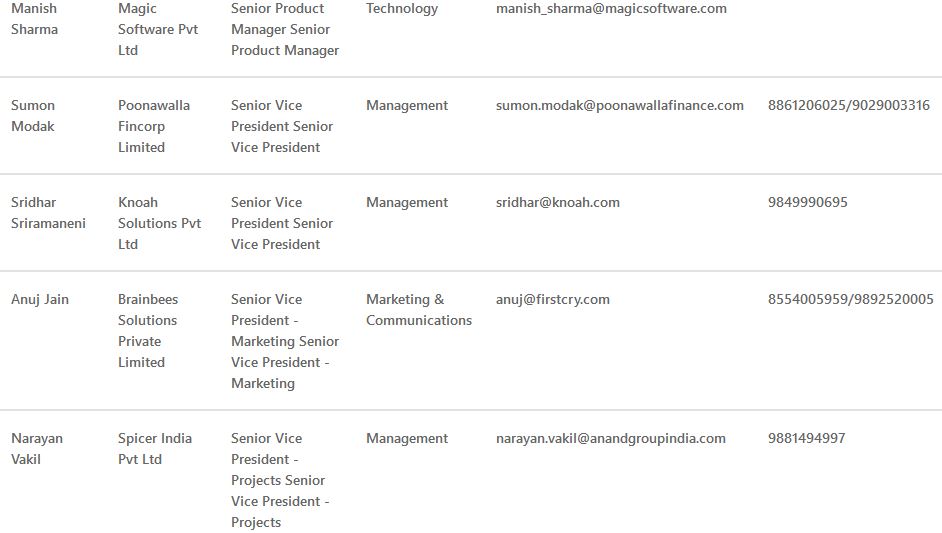 Manish Sharma
Magic Software Pvt Ltd
Senior Product Manager Senior Product Manager
Technology
manish_sharma@magicsoftware.com
Sumon Modak
Poonawalla Fincorp Limited
Senior Vice President Senior Vice President
Management
sumon.modak@poonawallafinance.com
8861206025/9029003316
Sridhar Sriramaneni
Knoah Solutions Pvt Ltd
Senior Vice President Senior Vice President
Management
sridhar@knoah.com
9849990695
Anuj Jain
Brainbees Solutions Private Limited
Senior Vice President - Marketing Senior Vice President - Marketing
Marketing & Communications
anuj@firstcry.com
8554005959/9892520005
Narayan Vakil
Spicer India Pvt Ltd
Senior Vice President - Projects Senior Vice President - Projects
Management
narayan.vakil@anandgroupindia.com
9881494997